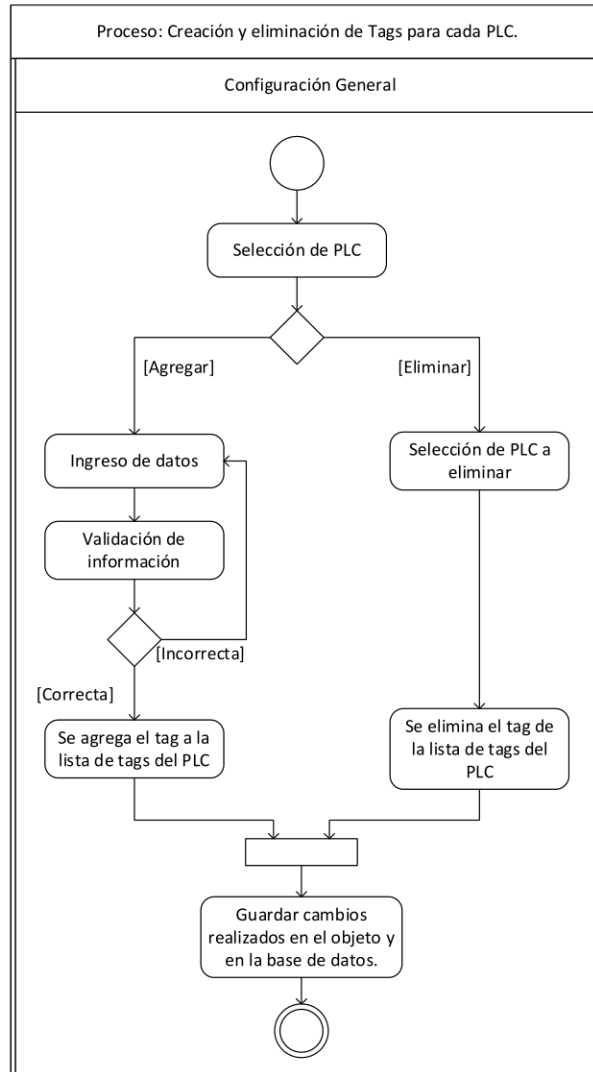 Proceso: Creación y eliminación de Tags para cada PLC.
Configuración General
Selección de PLC
[Agregar]
[Eliminar]
Ingreso de datos
Selección de PLC a
eliminar
Validación de
información
[Incorrecta]
[Correcta]
Se agrega el tag a la
lista de tags del PLC
Se elimina el tag de
la lista de tags del
PLC
Guardar cambios
realizados en el objeto y
en la base de datos.